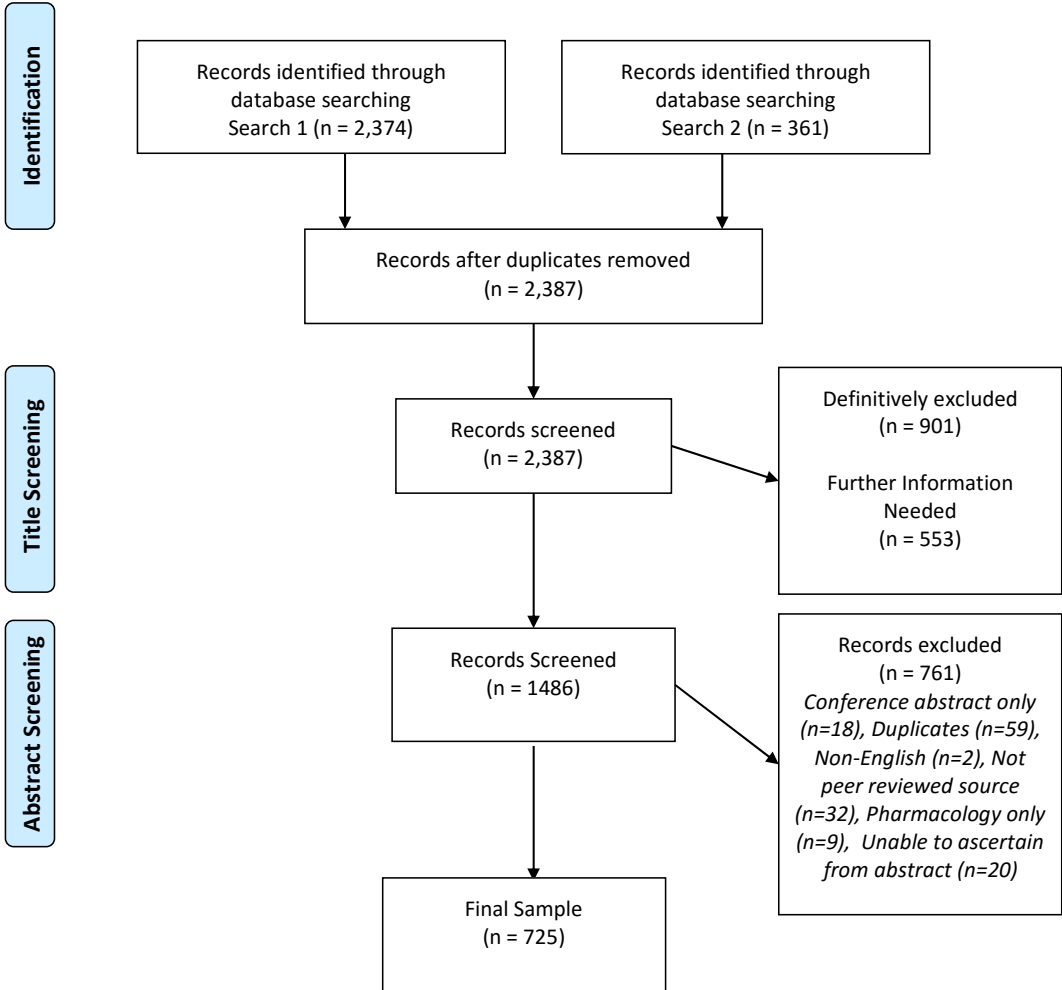 Identification
Records identified through
database searching
Search 1 (n = 2,374)
Records identified through
database searching
Search 2 (n = 361)
Records after duplicates removed
(n = 2,387)
Title Screening
Records screened
(n = 2,387)
Definitively excluded
(n = 901)
Further Information
Needed
(n = 553)
Abstract Screening
Records Screened
(n = 1486)
Records excluded
(n = 761)
Conference abstract only
(n=18), Duplicates (n=59),
Non-English (n=2), Not
peer reviewed source
(n=32), Pharmacology only
(n=9), Unable to ascertain
from abstract (n=20)
Final Sample
(n = 725)